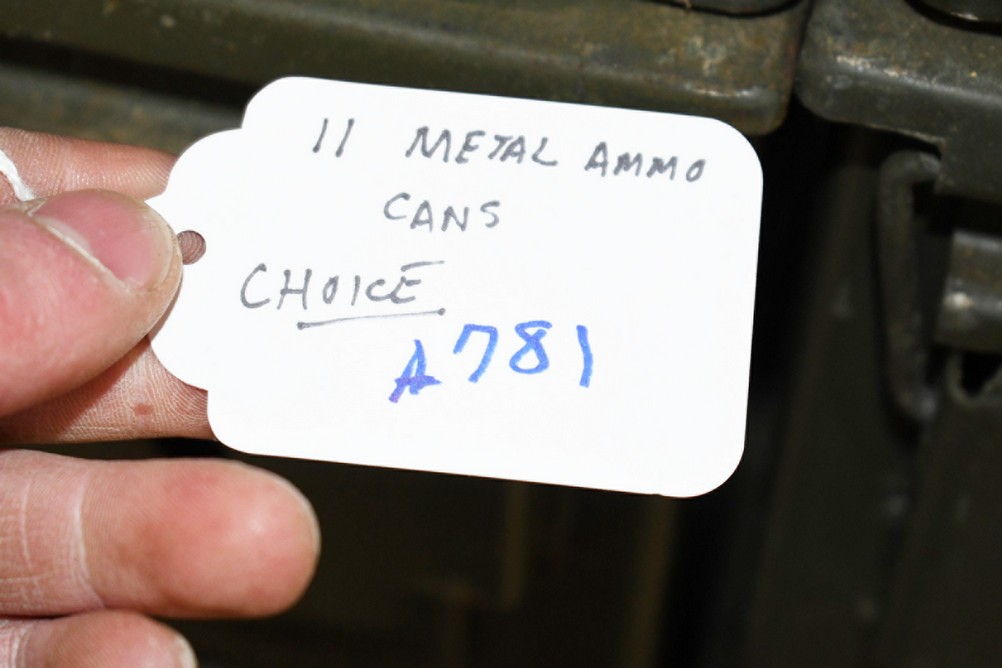 11 METAL AMMO
CANS
CHOICE
A781